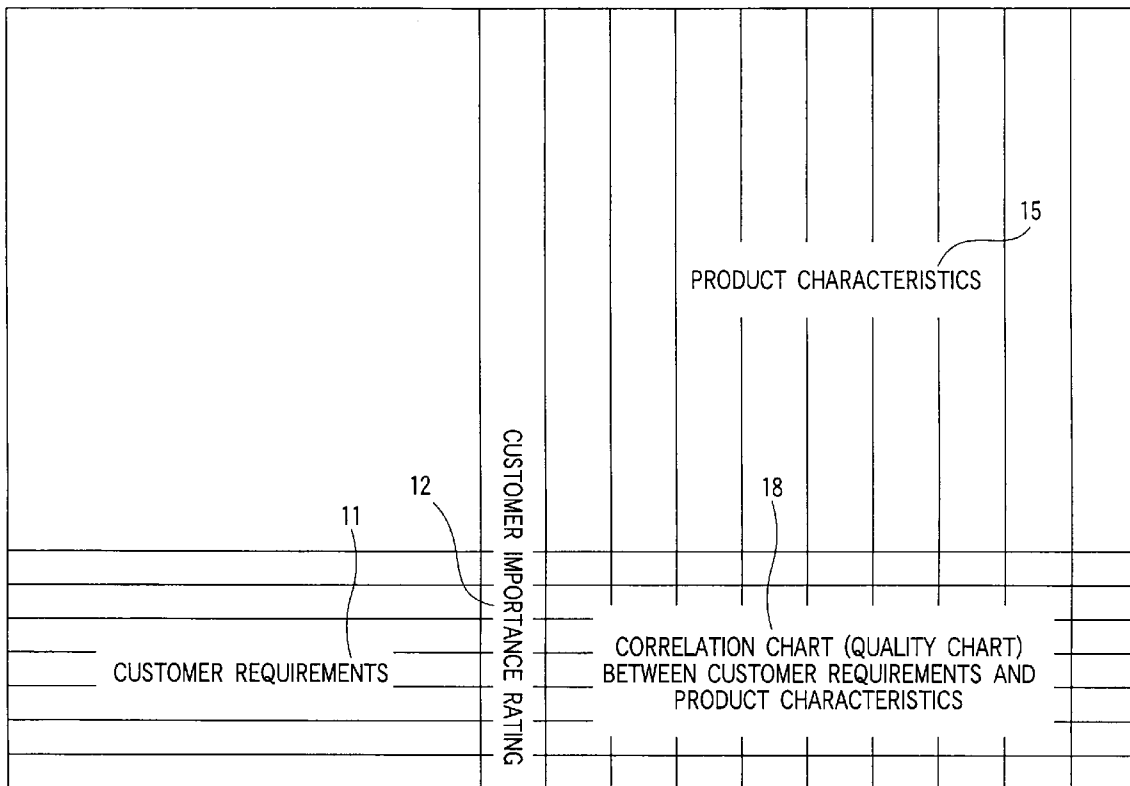 15
PRODUCT CHARACTERISTICS
CUSTOMER IMPORTANCE RATING
12
18
11
CORRELATION CHART (QUALITY CHART)
BETWEEN CUSTOMER REQUIREMENTS AND
PRODUCT CHARACTERISTICS
CUSTOMER REQUIREMENTS